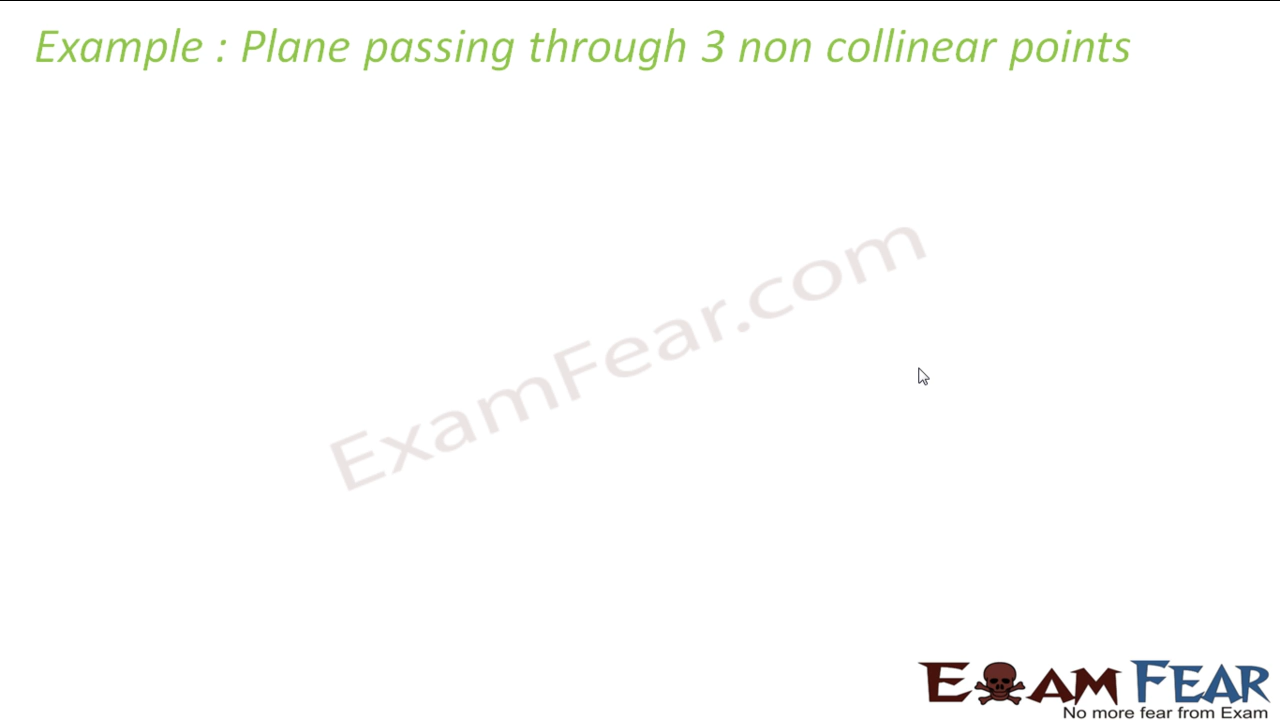 Example : Plane passing through 3 non collinear points
ExamFear.com
EXAM FEAR
No more fear from Exam